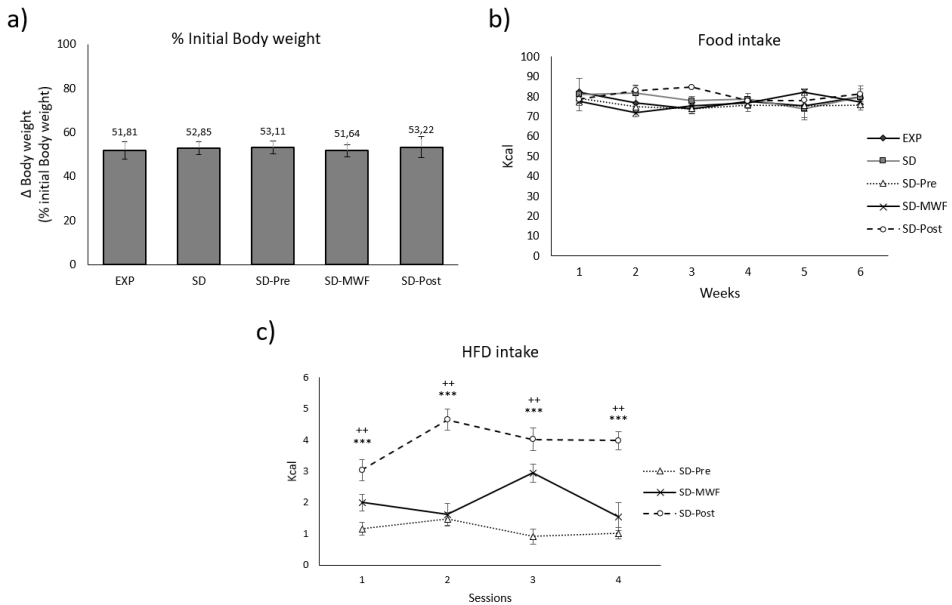 a)
% Initial Body weight
Δ Body weight
(% initial Body weight)
100
80
60
40
20
0
51,81
52,85
53,11
51,64
53,22
EXP
SD
SD-Pre
SD-MWF
SD-Post
b)
Food intake
Kcal
100
90
80
70
60
50
40
30
20
10
0
1
2
3
4
5
6
Weeks
EXP
SD
SD-Pre
SD-MWF
SD-Post
c)
HFD intake
Kcal
6
5
4
3
2
1
0
++
***
++
***
++
***
++
***
1
2
3
4
Sessions
SD-Pre
SD-MWF
SD-Post